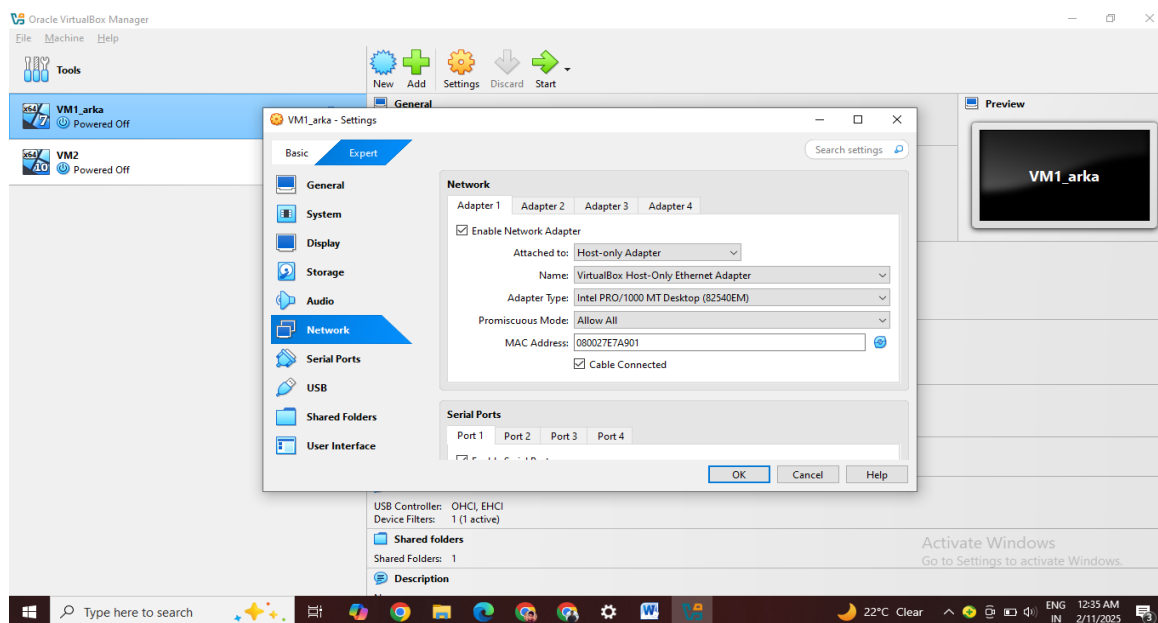 Oracle VirtualBox Manager
File Machine Help
Tools
New Add Settings Discard Start
VM1_arka
Powered Off
VM2
Powered Off
General
Preview
VM1_arka
VM1_arka - Settings
Basic Expert
Search settings
General
System
Display
Storage
Audio
Network
Serial Ports
USB
Shared Folders
User Interface
Network
Adapter 1 Adapter 2 Adapter 3 Adapter 4
Enable Network Adapter
Attached to: Host-only Adapter
Name: VirtualBox Host-Only Ethernet Adapter
Adapter Type: Intel PRO/1000 MT Desktop (82540EM)
Promiscuous Mode: Allow All
MAC Address: 080027E7A901
Cable Connected
Serial Ports
Port 1 Port 2 Port 3 Port 4
OK Cancel Help
USB Controller: OHCI, EHCI
Device Filters: 1 (1 active)
Shared folders
Shared Folders: 1
Description
Activate Windows
Go to Settings to activate Windows.
Type here to search
22°C Clear
ENG
IN
12:35 AM
2/11/2025
3